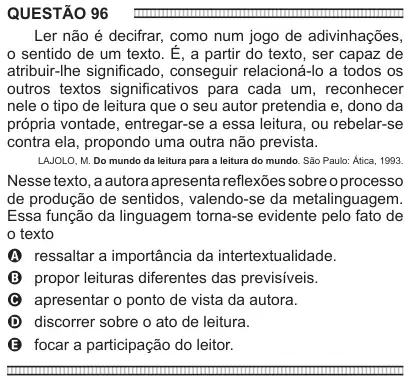 QUESTÃO 96
Ler não é decifrar, como num jogo de adivinhações,
o sentido de um texto. É, a partir do texto, ser capaz de
atribuir-lhe significado, conseguir relacioná-lo a todos os
outros textos significativos para cada um, reconhecer
nele o tipo de leitura que o seu autor pretendia e, dono da
própria vontade, entregar-se a essa leitura, ou rebelar-se
contra ela, propondo uma outra não prevista.
LAJOLO, M. Do mundo da leitura para a leitura do mundo. São Paulo: Ática, 1993.
Nesse texto, a autora apresenta reflexões sobre o processo
de produção de sentidos, valendo-se da metalinguagem.
Essa função da linguagem torna-se evidente pelo fato de
o texto
A ressaltar a importância da intertextualidade.
B propor leituras diferentes das previsíveis.
C apresentar o ponto de vista da autora.
D discorrer sobre o ato de leitura.
E focar a participação do leitor.